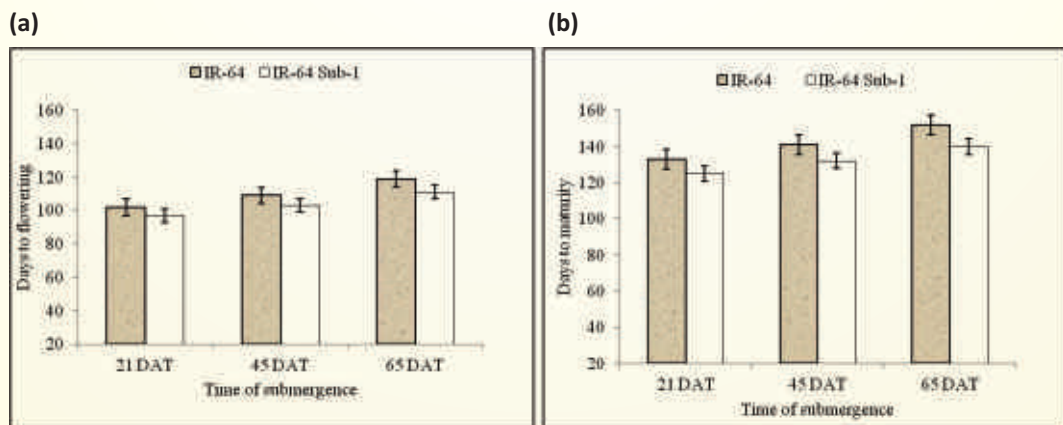 (a)
IR-64 IR-64 Sub-1
160
140
120
100
80
60
40
20
Days to flowering
21 DAT 45 DAT 65 DAT
Time of submergence
(b)
IR-64 IR-64 Sub-1
160
140
120
100
80
60
40
20
Days to maturity
21 DAT 45 DAT 65 DAT
Time of submergence